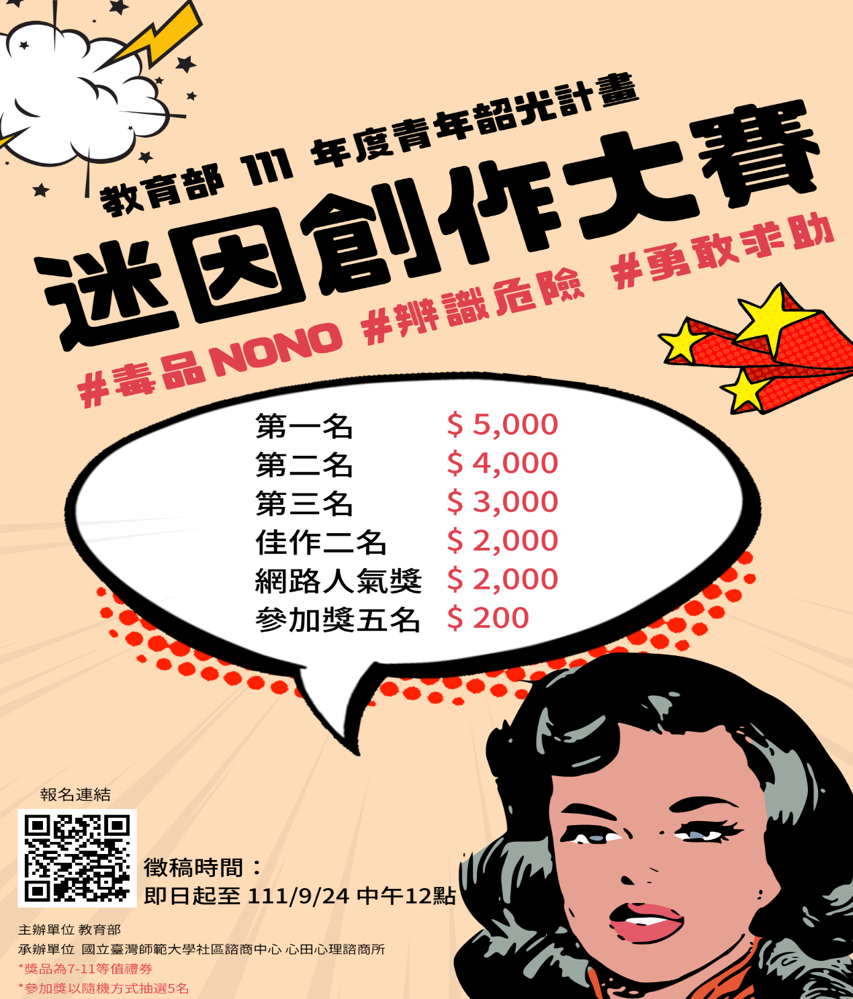 教育部 111 年度青年韶光計畫
迷因創作大賽
#毒品NONO #辨識危險 #勇敢求助
第一名 $ 5,000
第二名 $ 4,000
第三名 $ 3,000
佳作二名 $ 2,000
網路人氣獎 $ 2,000
參加獎五名 $ 200
報名連結
徵稿時間：
即日起至 111/9/24 中午12點
主辦單位 教育部
承辦單位 國立臺灣師範大學社區諮商中心 心田心理諮商所
*獎品為7-11等值禮券
*參加獎以隨機方式抽選5名